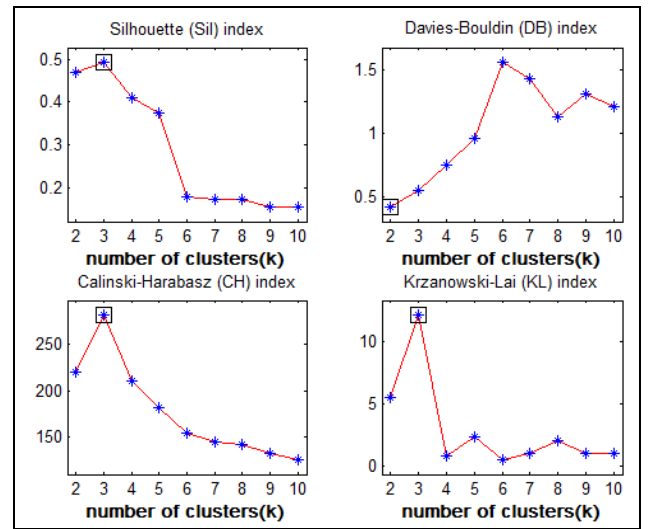 Silhouette (Sil) index
0.5
0.4
0.3
0.2
2 3 4 5 6 7 8 9 10
number of clusters(k)
Davies-Bouldin (DB) index
1.5
1
0.5
2 3 4 5 6 7 8 9 10
number of clusters(k)
Calinski-Harabasz (CH) index
250
200
150
2 3 4 5 6 7 8 9 10
number of clusters(k)
Krzanowski-Lai (KL) index
10
5
0
2 3 4 5 6 7 8 9 10
number of clusters(k)